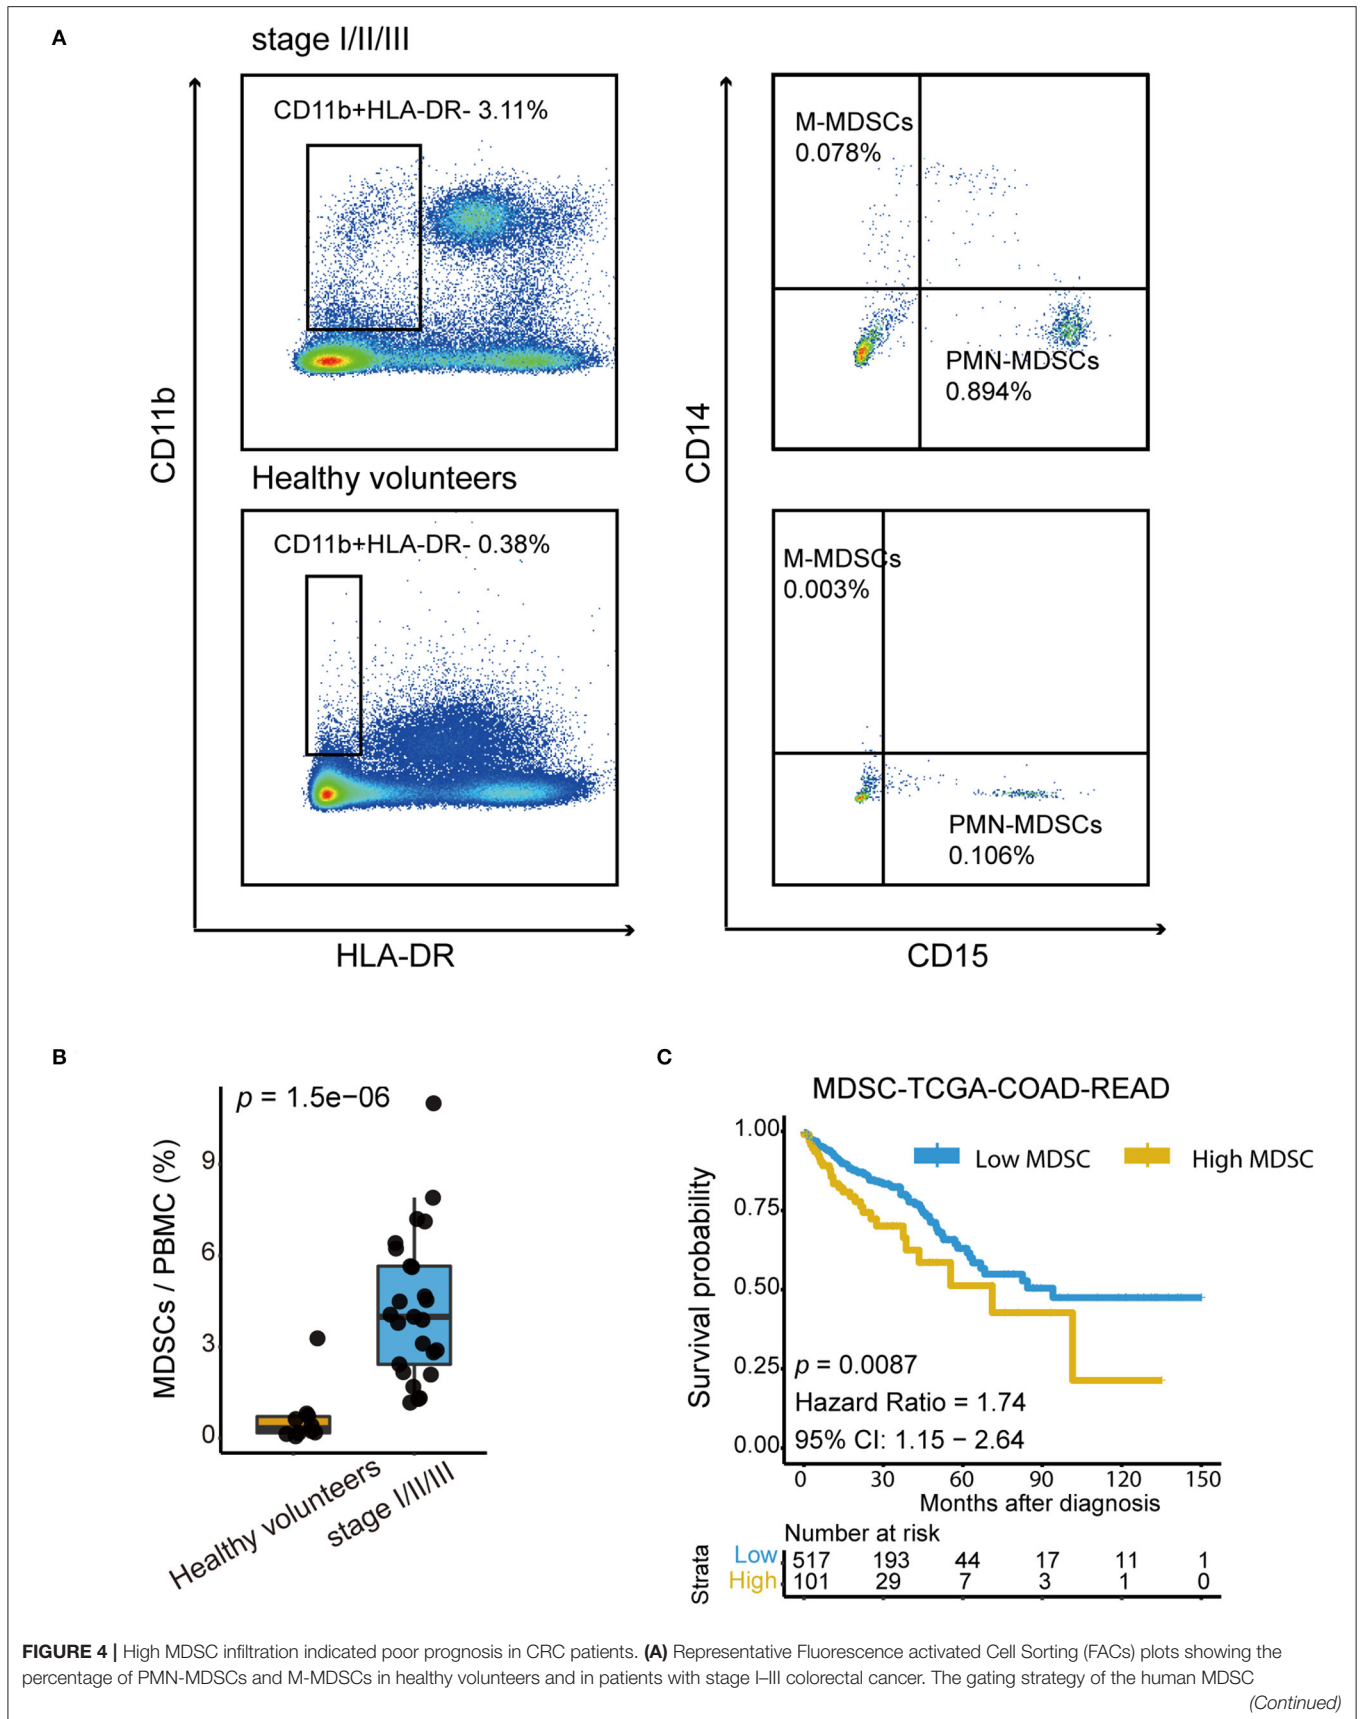 A
stage I/II/III
CD11b+HLA-DR- 3.11%
M-MDSCs
0.078%
PMN-MDSCs
0.894%
CD11b
CD14
Healthy volunteers
CD11b+HLA-DR- 0.38%
M-MDSCs
0.003%
PMN-MDSCs
0.106%
HLA-DR
CD15
B
p = 1.5e−06
MDSCs / PBMC (%)
9
6
3
0
Healthy volunteers
stage I/II/III
C
MDSC-TCGA-COAD-READ
Low MDSC
High MDSC
Survival probability
1.00
0.75
0.50
0.25
0.00
p = 0.0087
Hazard Ratio = 1.74
95% CI: 1.15 − 2.64
0 30 60 90 120 150
Months after diagnosis
Number at risk
Strata
Low 517 193 44 17 11 1
High 101 29 7 3 1 0
FIGURE 4 | High MDSC infiltration indicated poor prognosis in CRC patients. (A) Representative Fluorescence activated Cell Sorting (FACs) plots showing the
percentage of PMN-MDSCs and M-MDSCs in healthy volunteers and in patients with stage I–III colorectal cancer. The gating strategy of the human MDSC
(Continued)